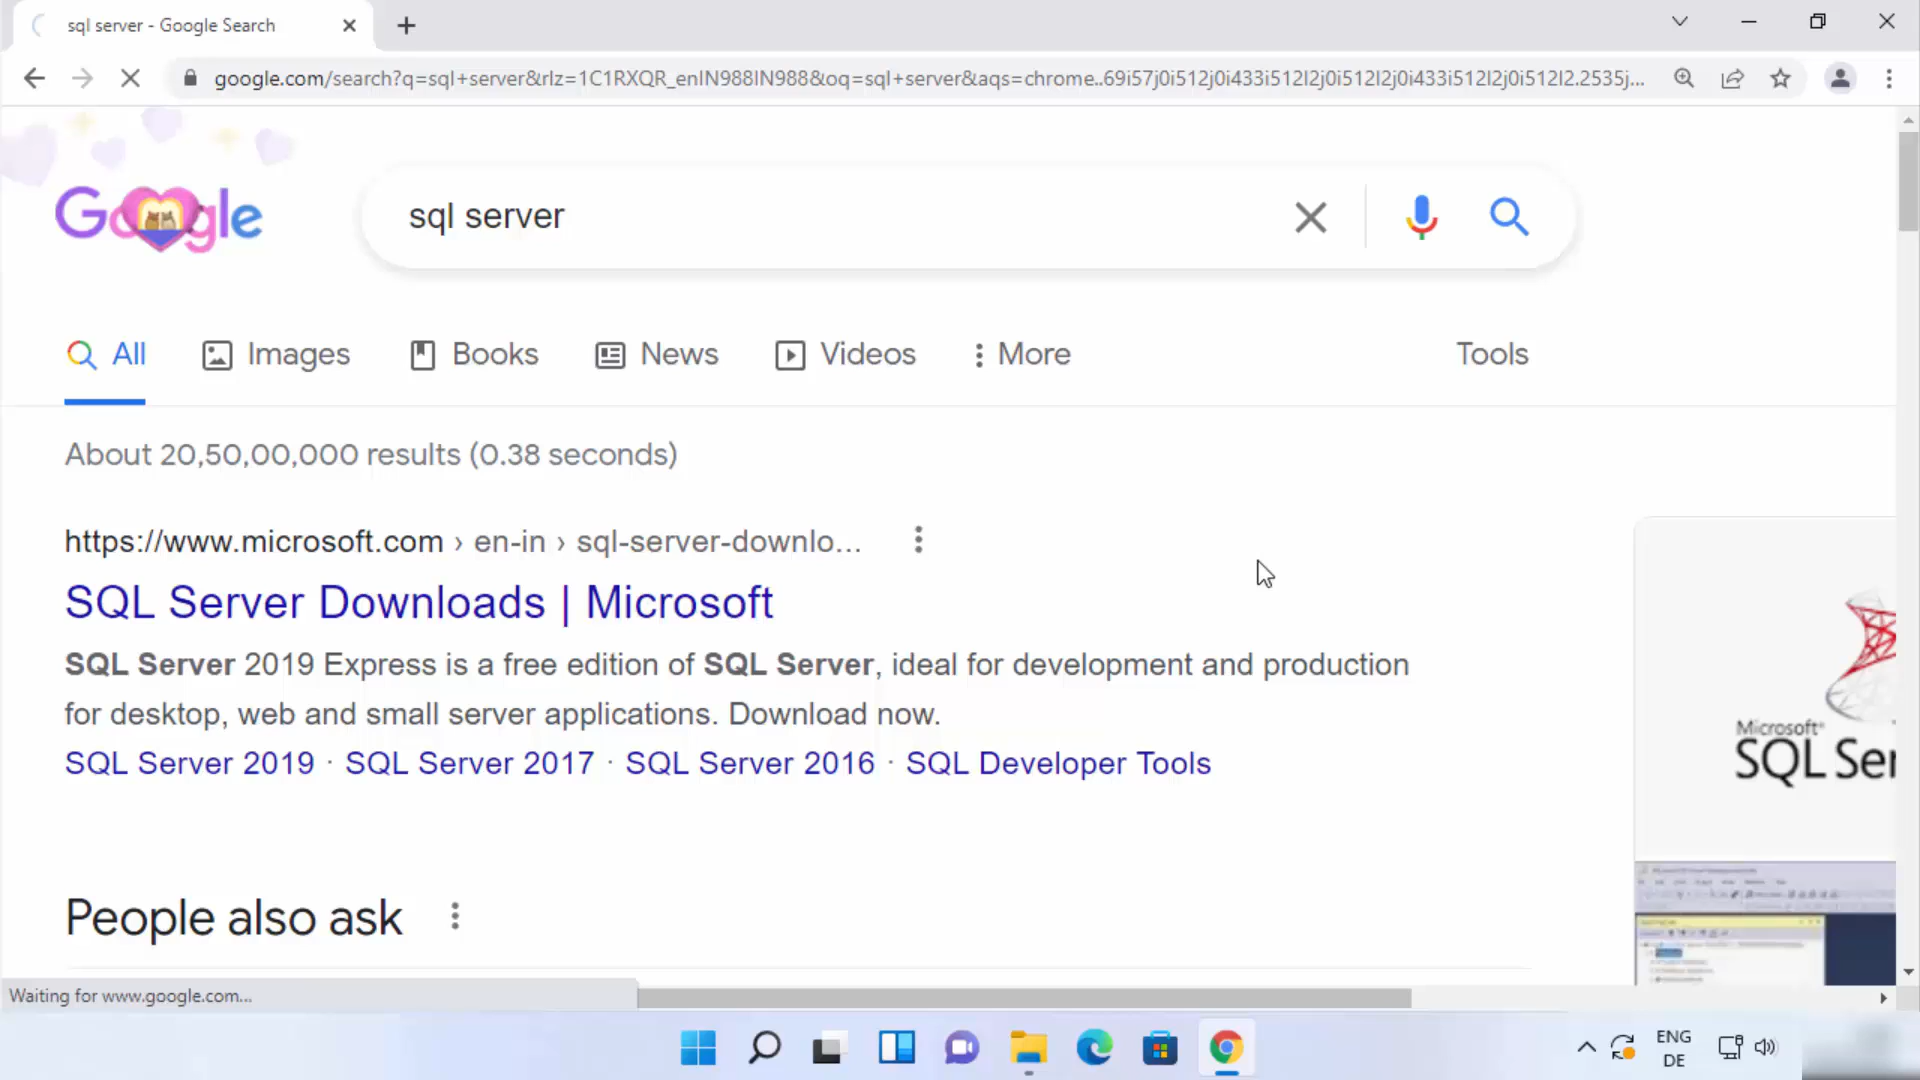 sql server - Google Search
google.com/search?q=sql+server&rlz=1C1RXQR_enIN988IN988&oq=sql+server&aqs=chrome..69i57j0i512j0i433i512l2j0i512l2j0i433i512l2j0i512l2.2535j...
Google
sql server
All Images Books News Videos More Tools
About 20,50,00,000 results (0.38 seconds)
https://www.microsoft.com › en-in › sql-server-downlo...
SQL Server Downloads | Microsoft
SQL Server 2019 Express is a free edition of SQL Server, ideal for development and production
for desktop, web and small server applications. Download now.
SQL Server 2019 · SQL Server 2017 · SQL Server 2016 · SQL Developer Tools
Microsoft®
SQL Ser
People also ask
Waiting for www.google.com...
ENG
DE